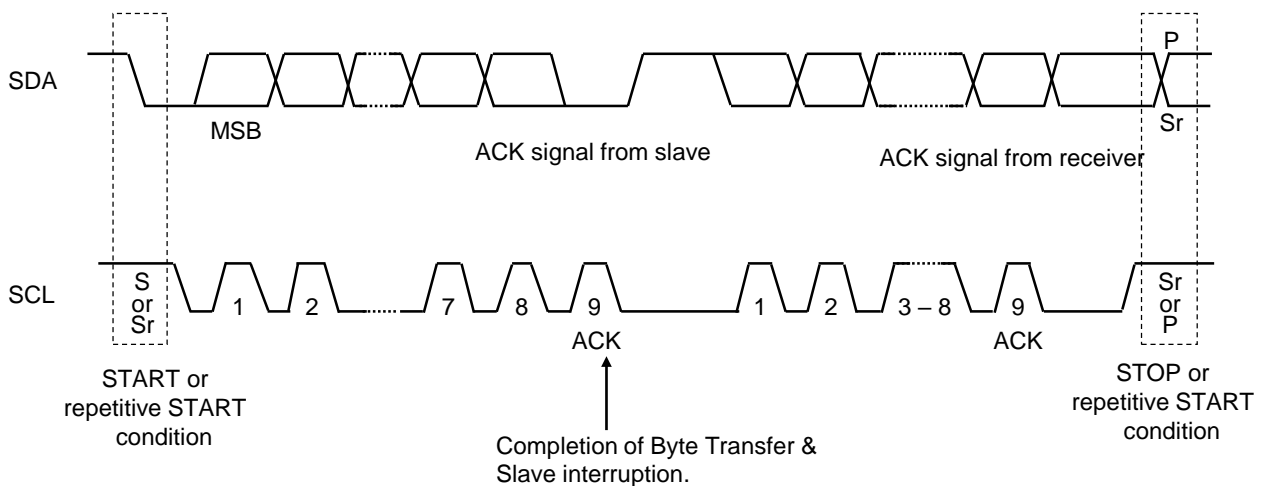 P
SDA
MSB
Sr
ACK signal from slave
ACK signal from receiver
SCL
S
or
Sr
1
2
7
8
9
1
2
3 – 8
9
Sr
or
P
ACK
ACK
START or
repetitive START
condition
STOP or
repetitive START
condition
Completion of Byte Transfer &
Slave interruption.